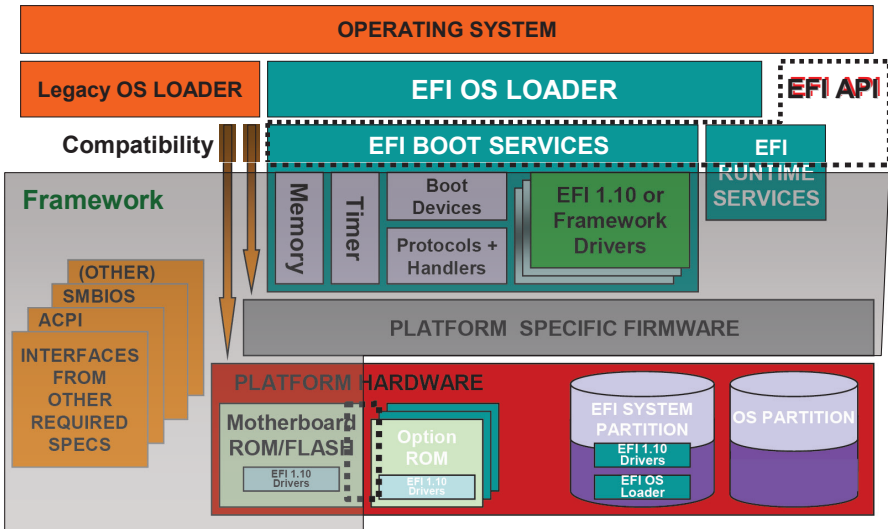 OPERATING SYSTEM
Legacy OS LOADER
EFI OS LOADER
EFI API
Compatibility
EFI BOOT SERVICES
EFI
RUNTIME
SERVICES
Framework
Memory
Timer
Boot
Devices
Protocols +
Handlers
EFI 1.10 or
Framework
Drivers
(OTHER)
SMBIOS
ACPI
INTERFACES
FROM
OTHER
REQUIRED
SPECS
PLATFORM SPECIFIC FIRMWARE
PLATFORM HARDWARE
Motherboard
ROM/FLASH
EFI 1.10
Drivers
Option
ROM
EFI 1.10
Drivers
EFI SYSTEM
PARTITION
EFI 1.10
Drivers
EFI OS
Loader
OS PARTITION